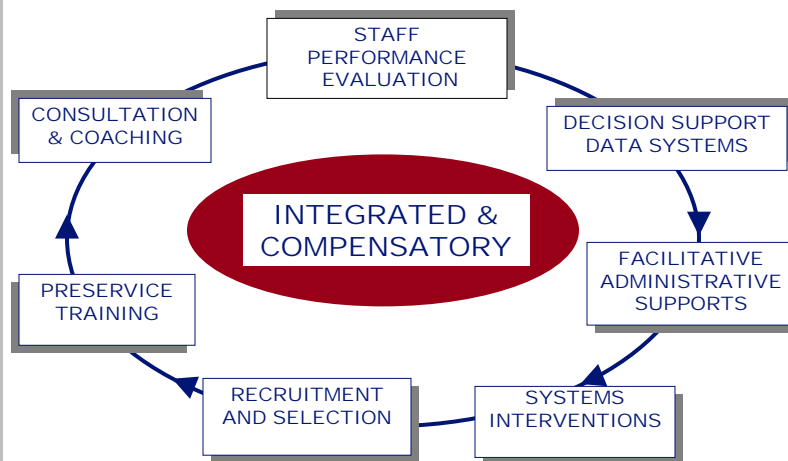 STAFF
PERFORMANCE
EVALUATION
CONSULTATION
& COACHING
DECISION SUPPORT
DATA SYSTEMS
INTEGRATED &
COMPENSATORY
FACILITATIVE
ADMINISTRATIVE
SUPPORTS
PRESERVICE
TRAINING
RECRUITMENT
AND SELECTION
SYSTEMS
INTERVENTIONS